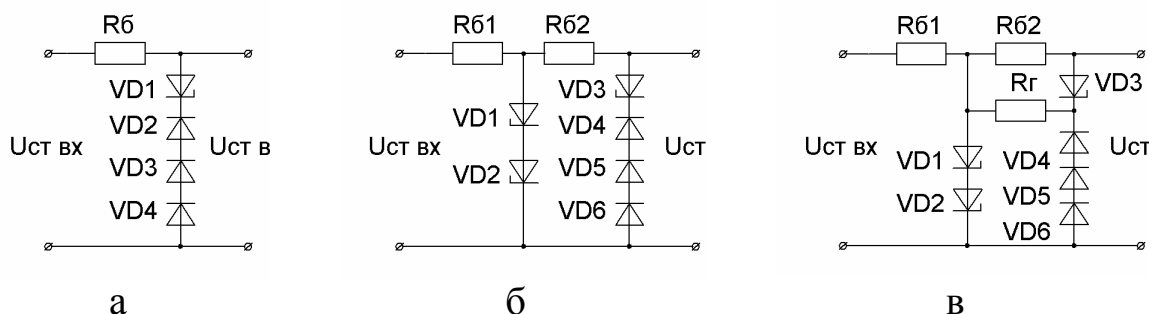 Rб
VD1
VD2
VD3
VD4
Uст вх
Uст в
а
Rб1
Rб2
VD1
VD2
VD3
VD4
VD5
VD6
Uст вх
Uст
б
Rб1
Rб2
Rг
VD3
VD1
VD2
VD4
VD5
VD6
Uст вх
Uст
в